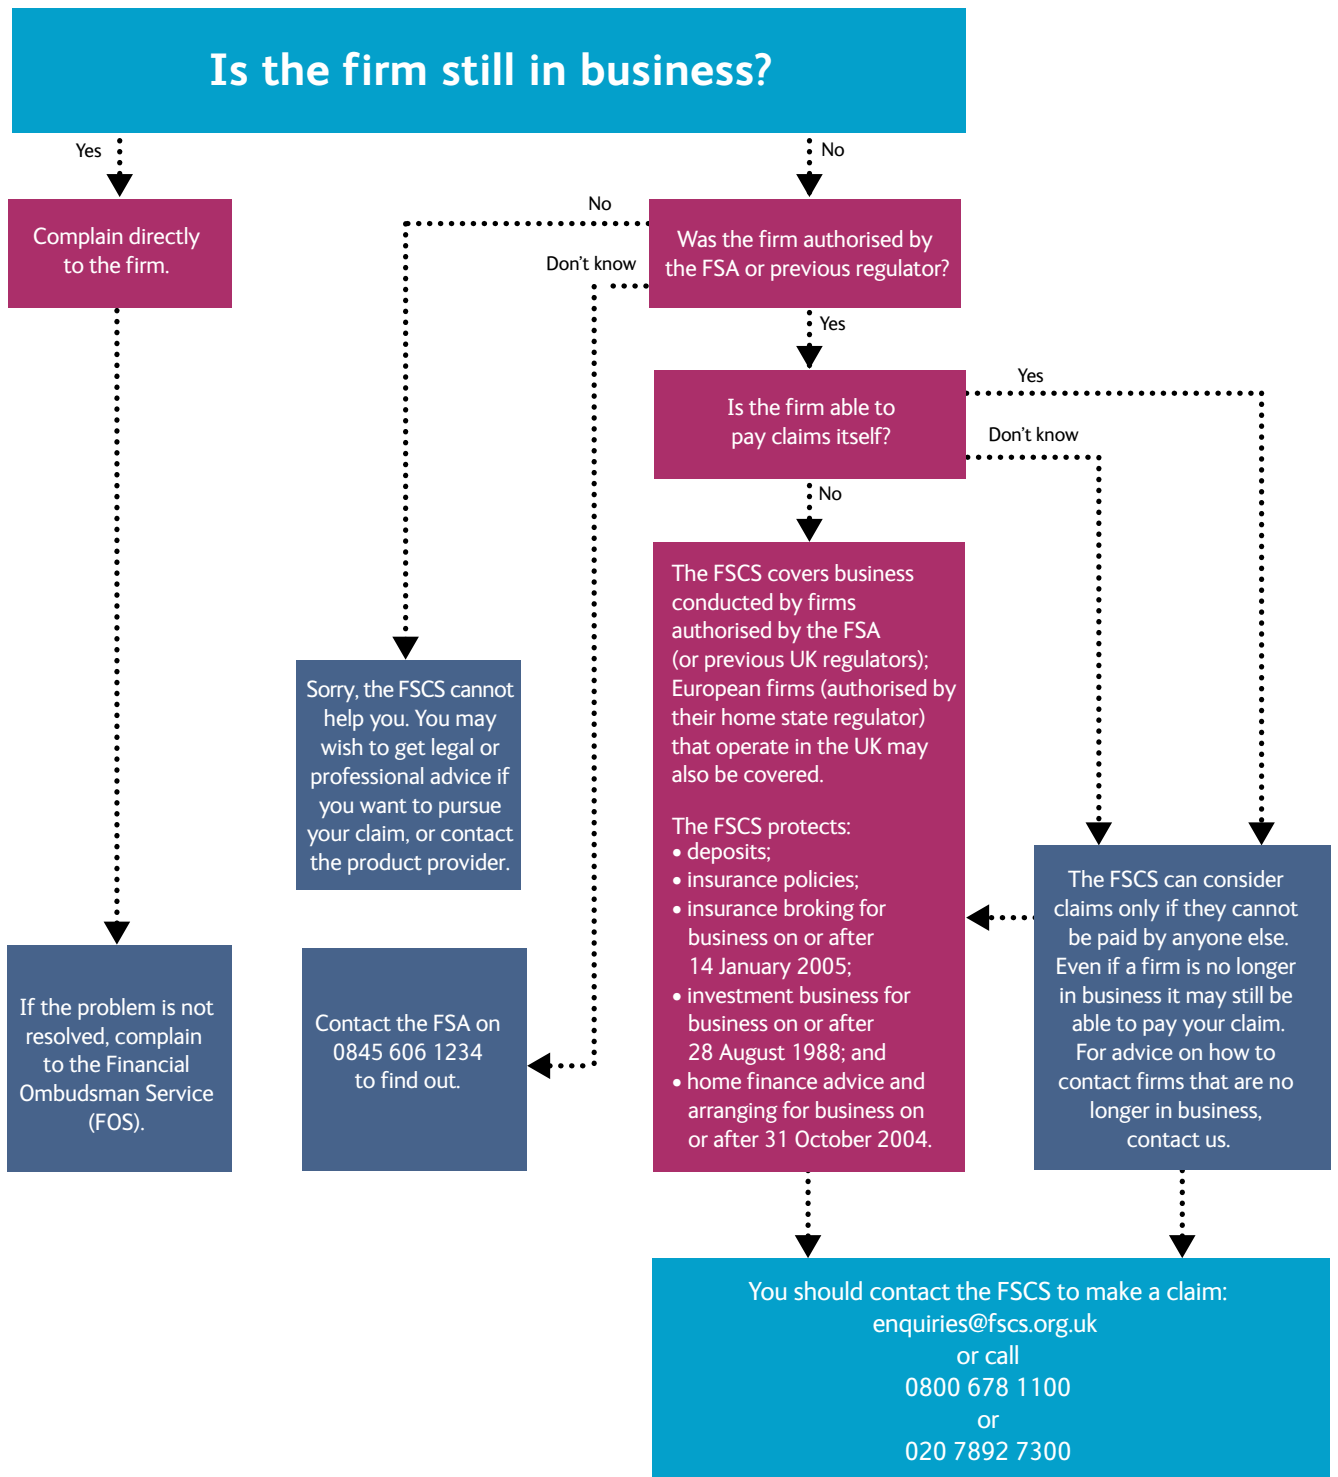 Is the firm still in business?
Yes
No
Complain directly
to the firm.
No
Don't know
Was the firm authorised by
the FSA or previous regulator?
Yes
Is the firm able to
pay claims itself?
Yes
Don't know
No
The FSCS covers business
conducted by firms
authorised by the FSA
(or previous UK regulators);
European firms (authorised by
their home state regulator)
that operate in the UK may
also be covered.
The FSCS protects:
• deposits;
• insurance policies;
• insurance broking for
business on or after
14 January 2005;
• investment business for
business on or after
28 August 1988; and
• home finance advice and
arranging for business on
or after 31 October 2004.
Sorry, the FSCS cannot
help you. You may
wish to get legal or
professional advice if
you want to pursue
your claim, or contact
the product provider.
The FSCS can consider
claims only if they cannot
be paid by anyone else.
Even if a firm is no longer
in business it may still be
able to pay your claim.
For advice on how to
contact firms that are no
longer in business,
contact us.
If the problem is not
resolved, complain
to the Financial
Ombudsman Service
(FOS).
Contact the FSA on
0845 606 1234
to find out.
You should contact the FSCS to make a claim:
enquiries@fscs.org.uk
or call
0800 678 1100
or
020 7892 7300